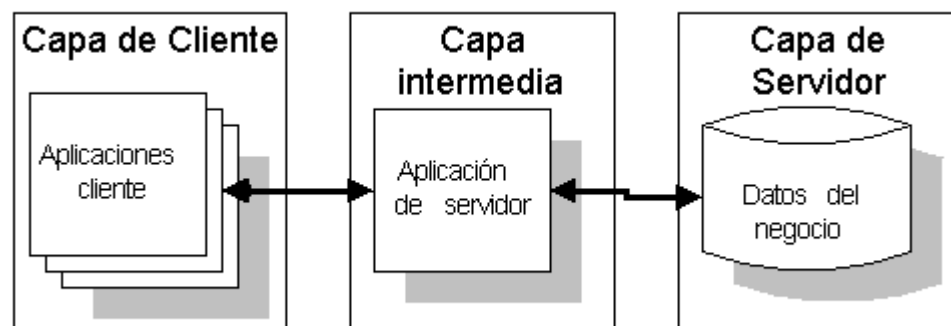 Capa de Cliente
Aplicaciones
cliente
Capa
intermedia
Aplicación
de servidor
Capa de
Servidor
Datos del
negocio